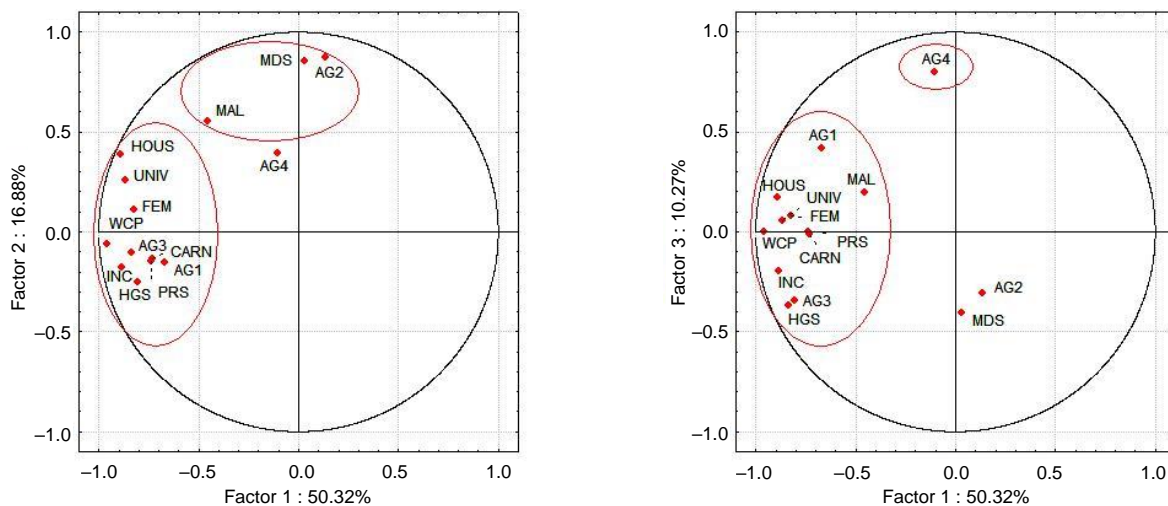 1.0
0.5
0.0
–0.5
–1.0
Factor 2 : 16.88%
MDS
AG2
MAL
AG4
HOUS
UNIV
FEM
WCP
AG3
CARN
INC
AG1
HGS
PRS
–1.0
–0.5
0.0
0.5
1.0
Factor 1 : 50.32%
1.0
0.5
0.0
–0.5
–1.0
Factor 3 : 10.27%
AG4
AG1
MAL
HOUS
UNIV
FEM
WCP
PRS
CARN
INC
AG3
HGS
AG2
MDS
–1.0
–0.5
0.0
0.5
1.0
Factor 1 : 50.32%